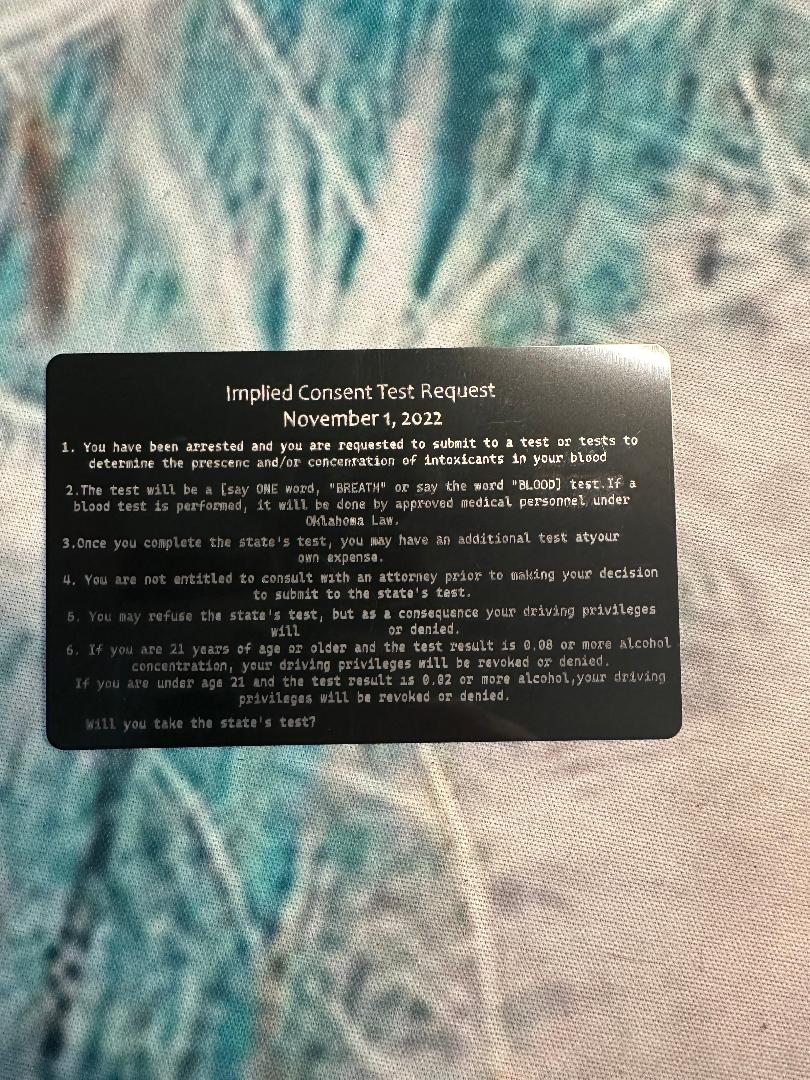 Implied Consent Test Request
November 1, 2022
1. You have been arrested and you are requested to submit to a test or tests to
determine the prescenc and/or concentration of intoxicants in your blood
2.The test will be a [say ONE word, "BREATH" or say the word "BLOOD] test.If a
blood test is performed, it will be done by approved medical personnel under
Oklahoma Law.
3.Once you complete the state's test, you may have an additional test atyour
own expense.
4. You are not entitled to consult with an attorney prior to making your decision
to submit to the state's test.
5. You may refuse the state's test, but as a consequence your driving privileges
will or denied.
6. If you are 21 years of age or older and the test result is 0.08 or more alcohol
concentration, your driving privileges will be revoked or denied.
If you are under age 21 and the test result is 0.02 or more alcohol,your driving
privileges will be revoked or denied.
Will you take the state's test?